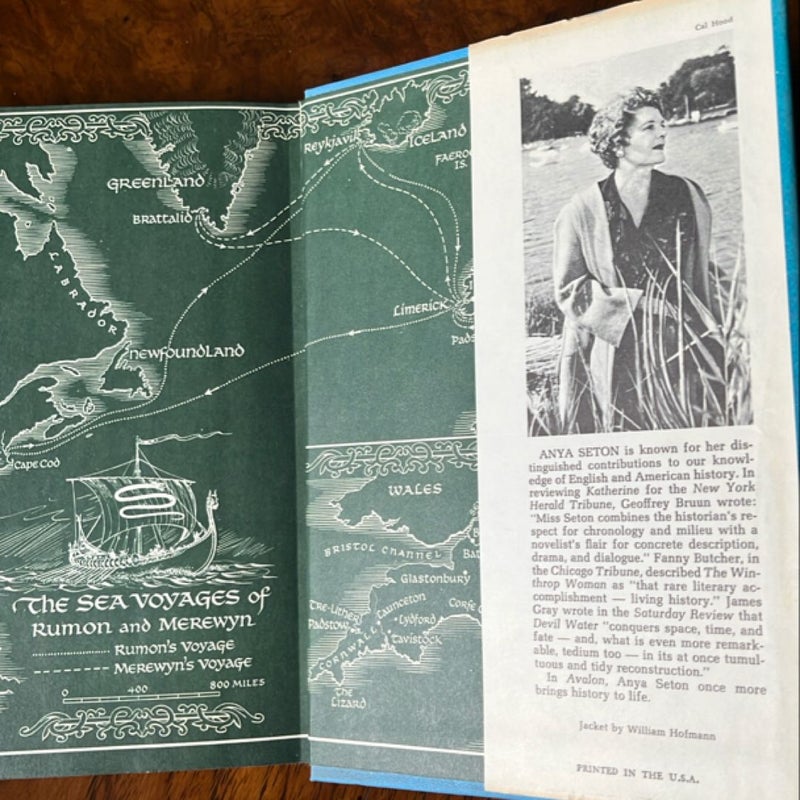 GREENLAND
Brattalid
LABRADOR
NEWFOUNDLAND
Cape Cod
The SEA VOYAGES of
RUMON and MEREWYN
Rumon's Voyage
Merewyn's Voyage
0 400 800 MILES
Reykjavik
ICELAND
FAEROE
IS.
Limerick
WALES
BRISTOL CHANNEL
Glastonbury
Tre-Uther
Padstow
Launceton
Lydford
Tavistock
CORNWALL
The
LIZARD
Cal Hood
ANYA SETON is known for her dis-
tinguished contributions to our knowl-
edge of English and American history. In
reviewing Katherine for the New York
Herald Tribune, Geoffrey Bruun wrote:
"Miss Seton combines the historian's re-
spect for chronology and milieu with a
novelist's flair for concrete description,
drama, and dialogue." Fanny Butcher, in
the Chicago Tribune, described The Win-
throp Woman as "that rare literary ac-
complishment — living history." James
Gray wrote in the Saturday Review that
Devil Water "conquers space, time, and
fate — and, what is even more remark-
able, tedium too — in its at once tumul-
tuous and tidy reconstruction."
In Avalon, Anya Seton once more
brings history to life.
Jacket by William Hofmann
PRINTED IN THE U.S.A.